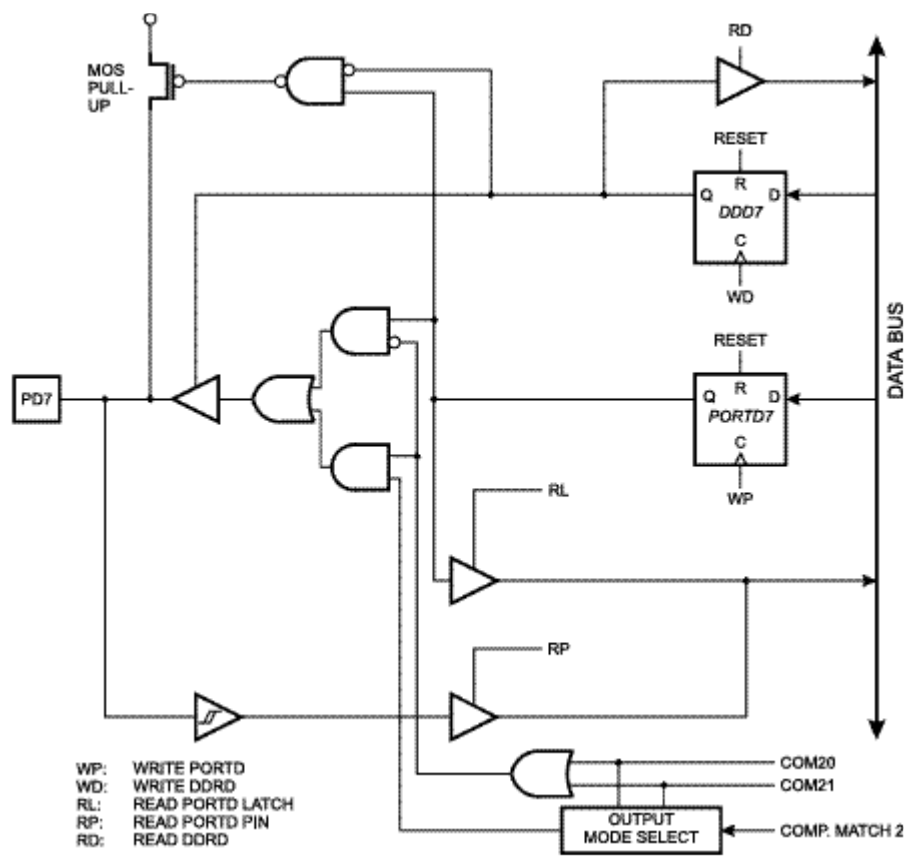 RD
MOS
PULL-
UP
RESET
R
Q
D
DDD7
C
WD
RESET
DATA BUS
PD7
R
Q
D
PORTD7
C
WP
RL
RP
WP: WRITE PORTD
WD: WRITE DDRD
RL: READ PORTD LATCH
RP: READ PORTD PIN
RD: READ DDRD
COM20
COM21
OUTPUT
MODE SELECT
COMP. MATCH 2